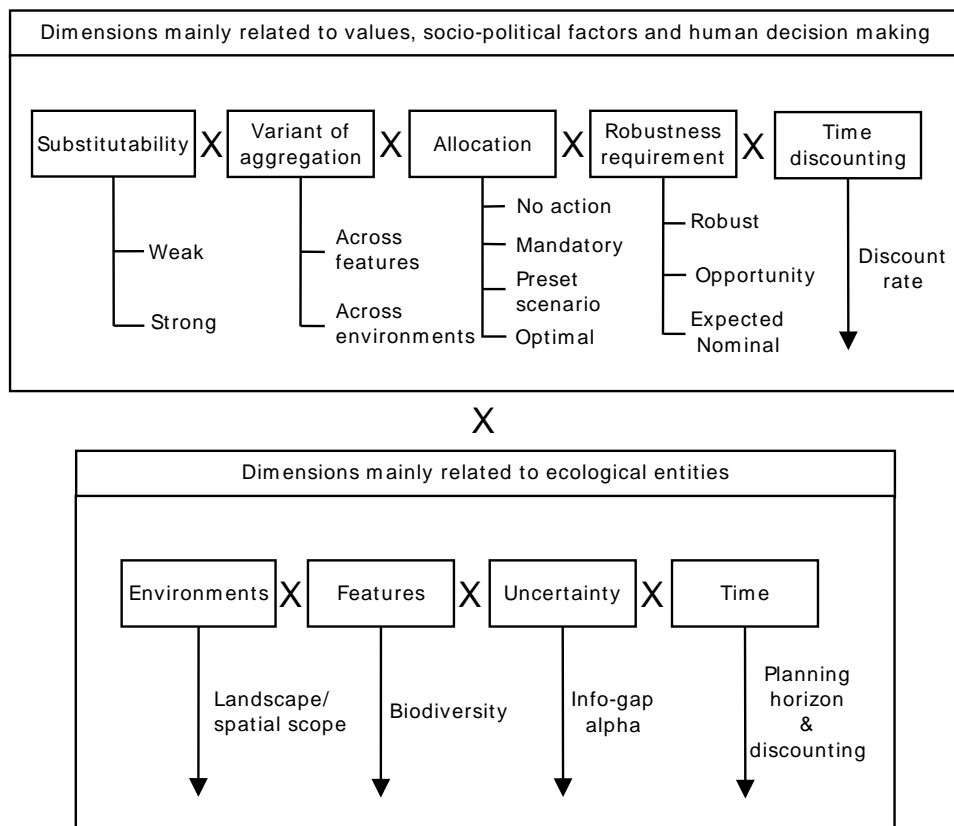 Dimensions mainly related to values, socio-political factors and human decision making
Substitutability X Variant of aggregation X Allocation X Robustness requirement X Time discounting
Weak
Strong
Across
features
Across
environments
No action
Mandatory
Preset
scenario
Optimal
Robust
Opportunity
Expected
Nominal
Discount
rate
X
Dimensions mainly related to ecological entities
Environments X Features X Uncertainty X Time
Landscape/
spatial scope
Biodiversity
Info-gap
alpha
Planning
horizon
&
discounting